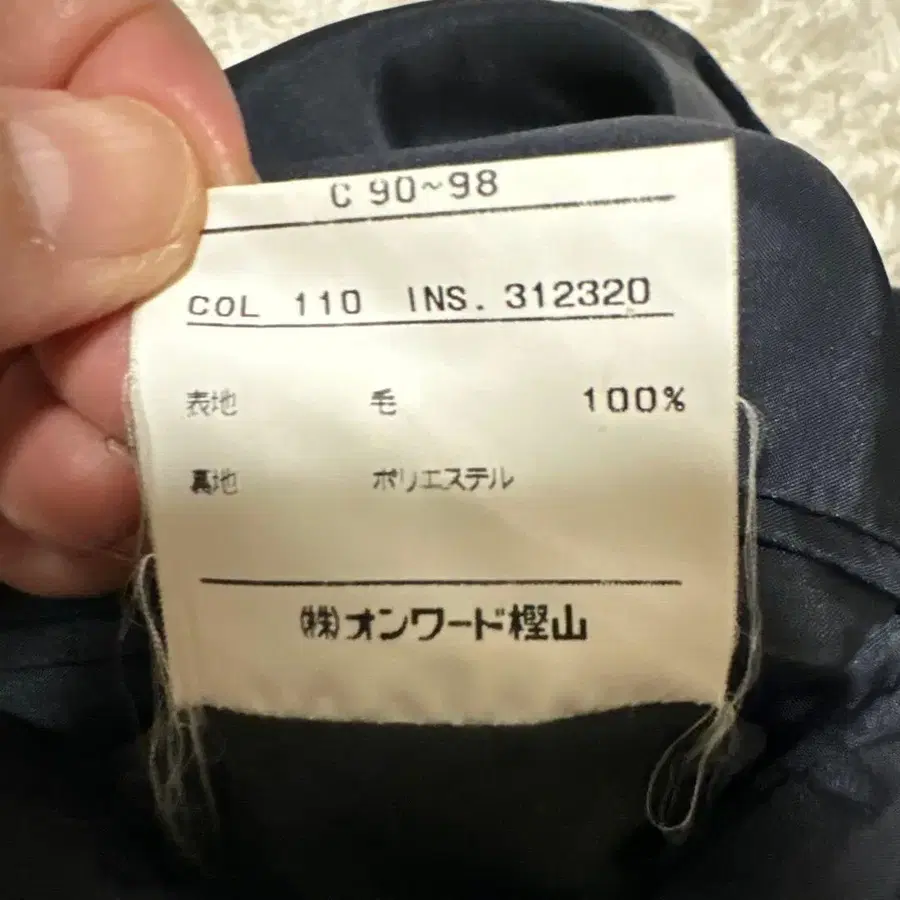 C 90~98
COL 110 INS. 312320
表地 毛 100%
裏地 ポリエステル
㈱オンワード樫山